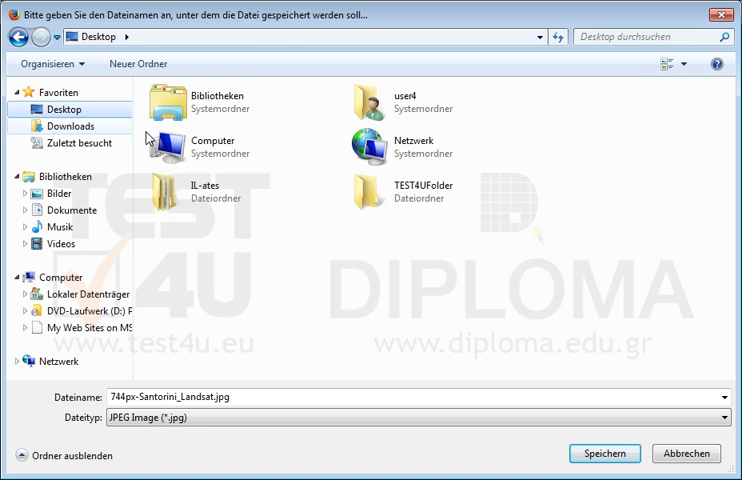 Bitte geben Sie den Dateinamen an, unter dem die Datei gespeichert werden soll...
Desktop
Desktop durchsuchen
Organisieren
Neuer Ordner
Favoriten
Desktop
Downloads
Zuletzt besucht
Bibliotheken
Bilder
Dokumente
Musik
Videos
Computer
Lokaler Datenträger
DVD-Laufwerk (D:) P
My Web Sites on MS
Netzwerk
Bibliotheken
Systemordner
user4
Systemordner
Computer
Systemordner
Netzwerk
Systemordner
IL-ates
Dateiordner
TEST4UFolder
Dateiordner
TEST
4U
www.test4u.eu
DIPLOMA
www.diploma.edu.gr
Dateiname:
744px-Santorini_Landsat.jpg
Dateityp:
JPEG Image (*.jpg)
Ordner ausblenden
Speichern
Abbrechen